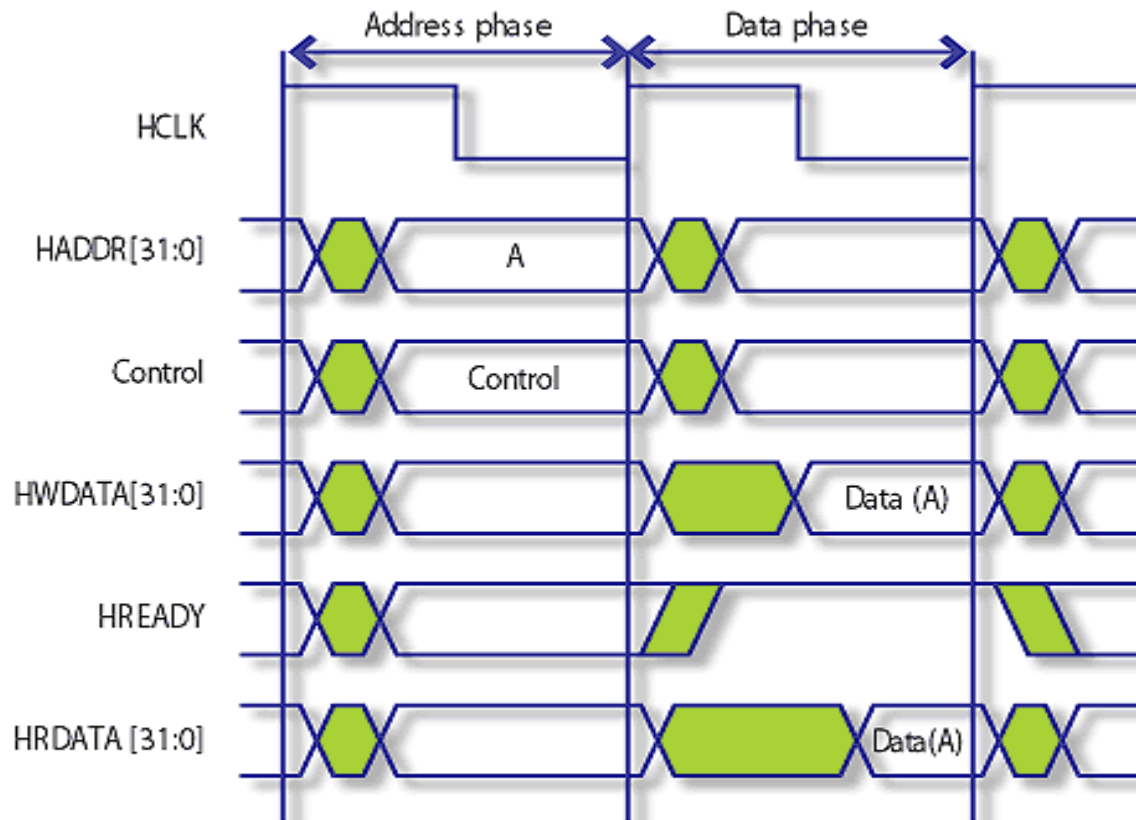 Address phase
Data phase
HCLK
HADDR[31:0]
A
Control
Control
HWDATA[31:0]
Data (A)
HREADY
HRDATA [31:0]
Data(A)